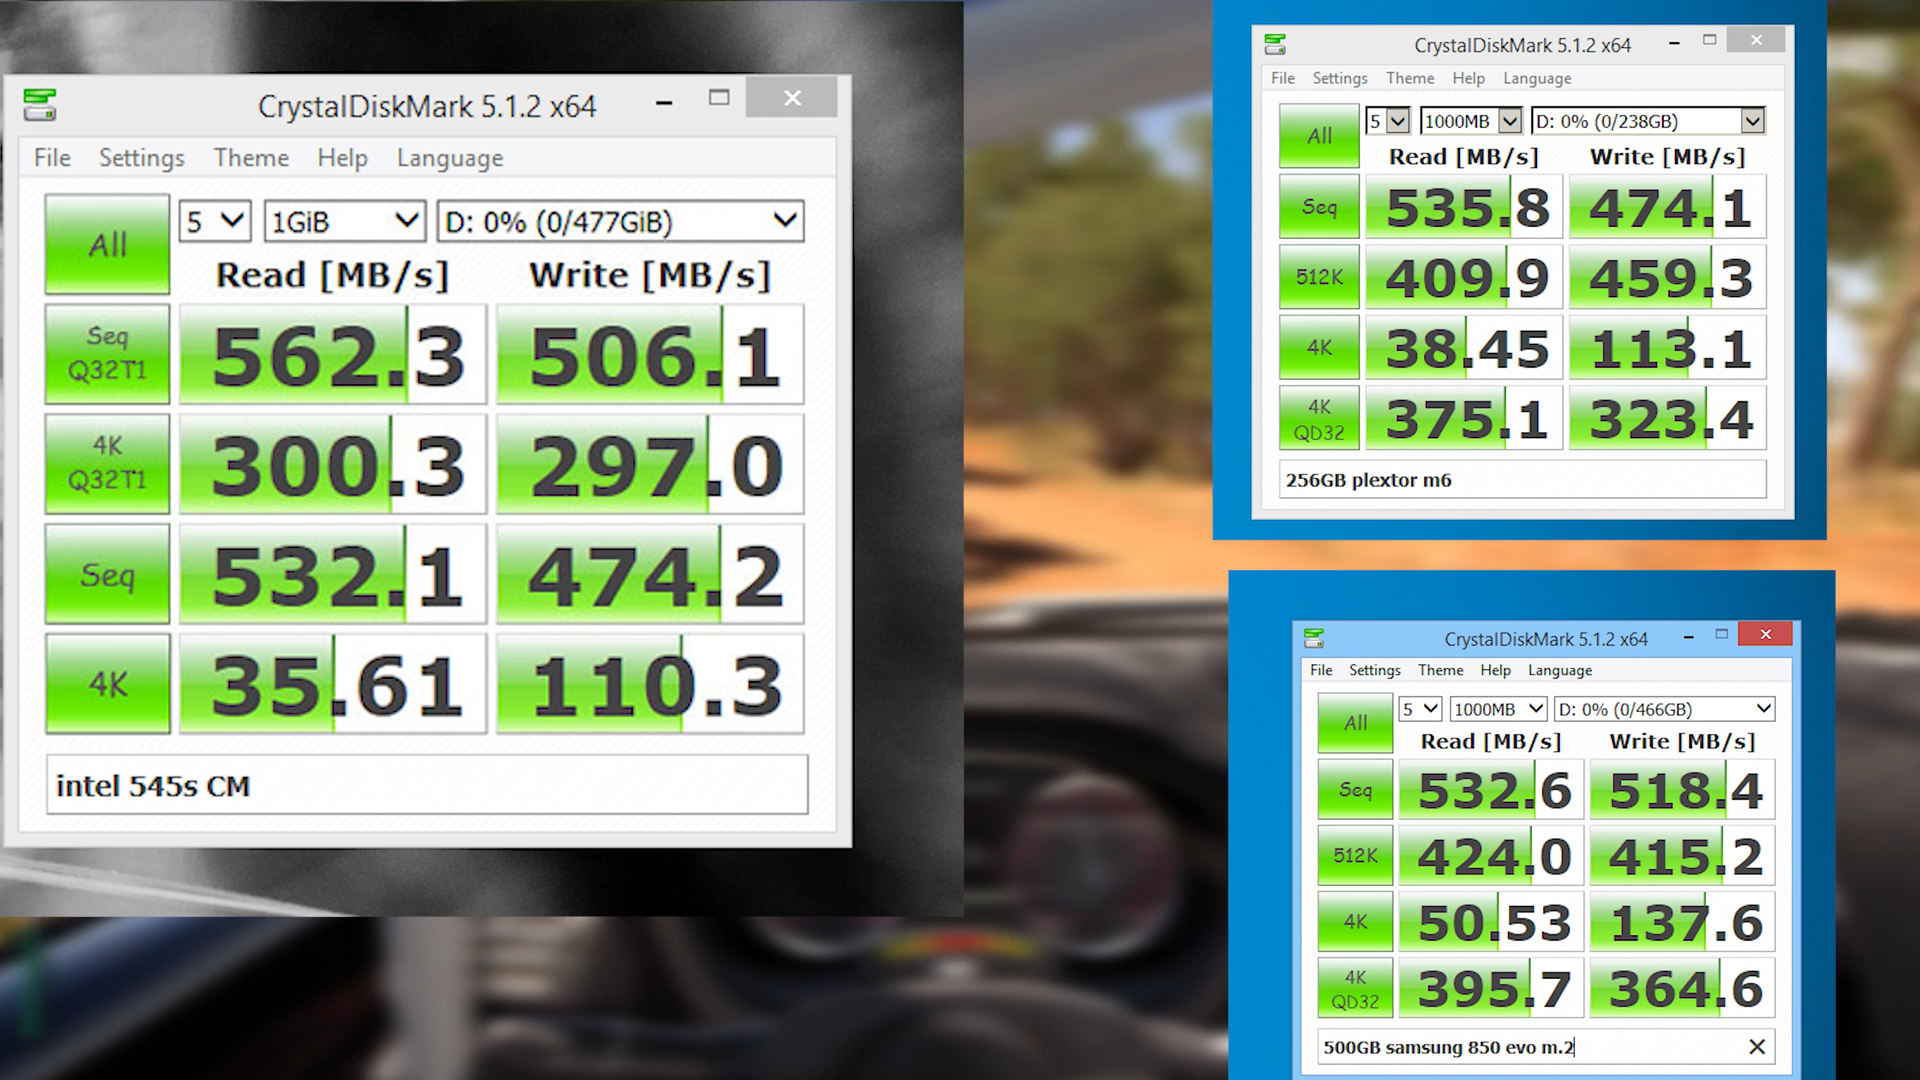 CrystalDiskMark 5.1.2 x64
File Settings Theme Help Language
All 5 1GiB D: 0% (0/477GiB)
Read [MB/s] Write [MB/s]
Seq Q32T1 562.3 506.1
4K Q32T1 300.3 297.0
Seq 532.1 474.2
4K 35.61 110.3
intel 545s CM
CrystalDiskMark 5.1.2 x64
File Settings Theme Help Language
All 5 1000MB D: 0% (0/238GB)
Read [MB/s] Write [MB/s]
Seq 535.8 474.1
512K 409.9 459.3
4K 38.45 113.1
4K QD32 375.1 323.4
256GB plextor m6
CrystalDiskMark 5.1.2 x64
File Settings Theme Help Language
All 5 1000MB D: 0% (0/466GB)
Read [MB/s] Write [MB/s]
Seq 532.6 518.4
512K 424.0 415.2
4K 50.53 137.6
4K QD32 395.7 364.6
500GB samsung 850 evo m.2